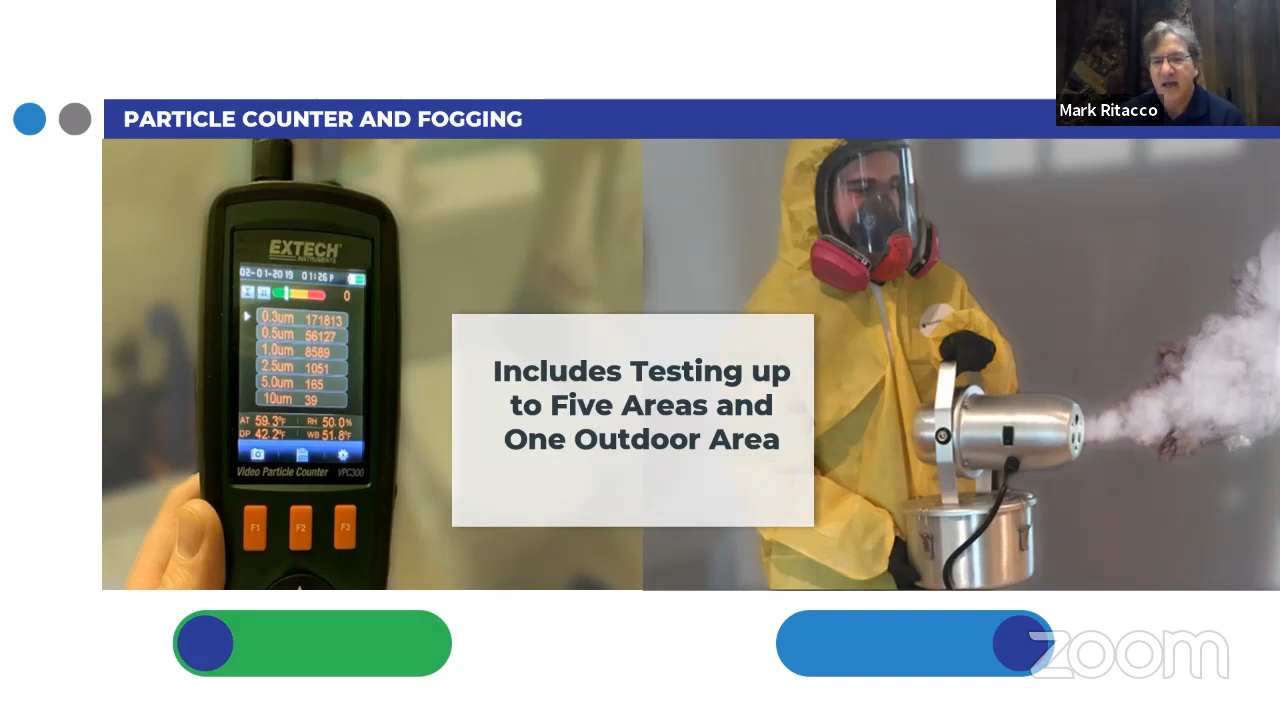 Mark Ritacco
PARTICLE COUNTER AND FOGGING
EXTECH
INSTRUMENTS
02-01-2019 01:26 P
0
0.3um 171813
0.5um 56127
1.0um 8589
2.5um 1051
5.0um 165
10um 39
AT 59.3°F RH 50.0%
DP 42.2°F WB 51.8°F
Video Particle Counter VPC300
F1 F2 F3
Includes Testing up
to Five Areas and
One Outdoor Area
zoom